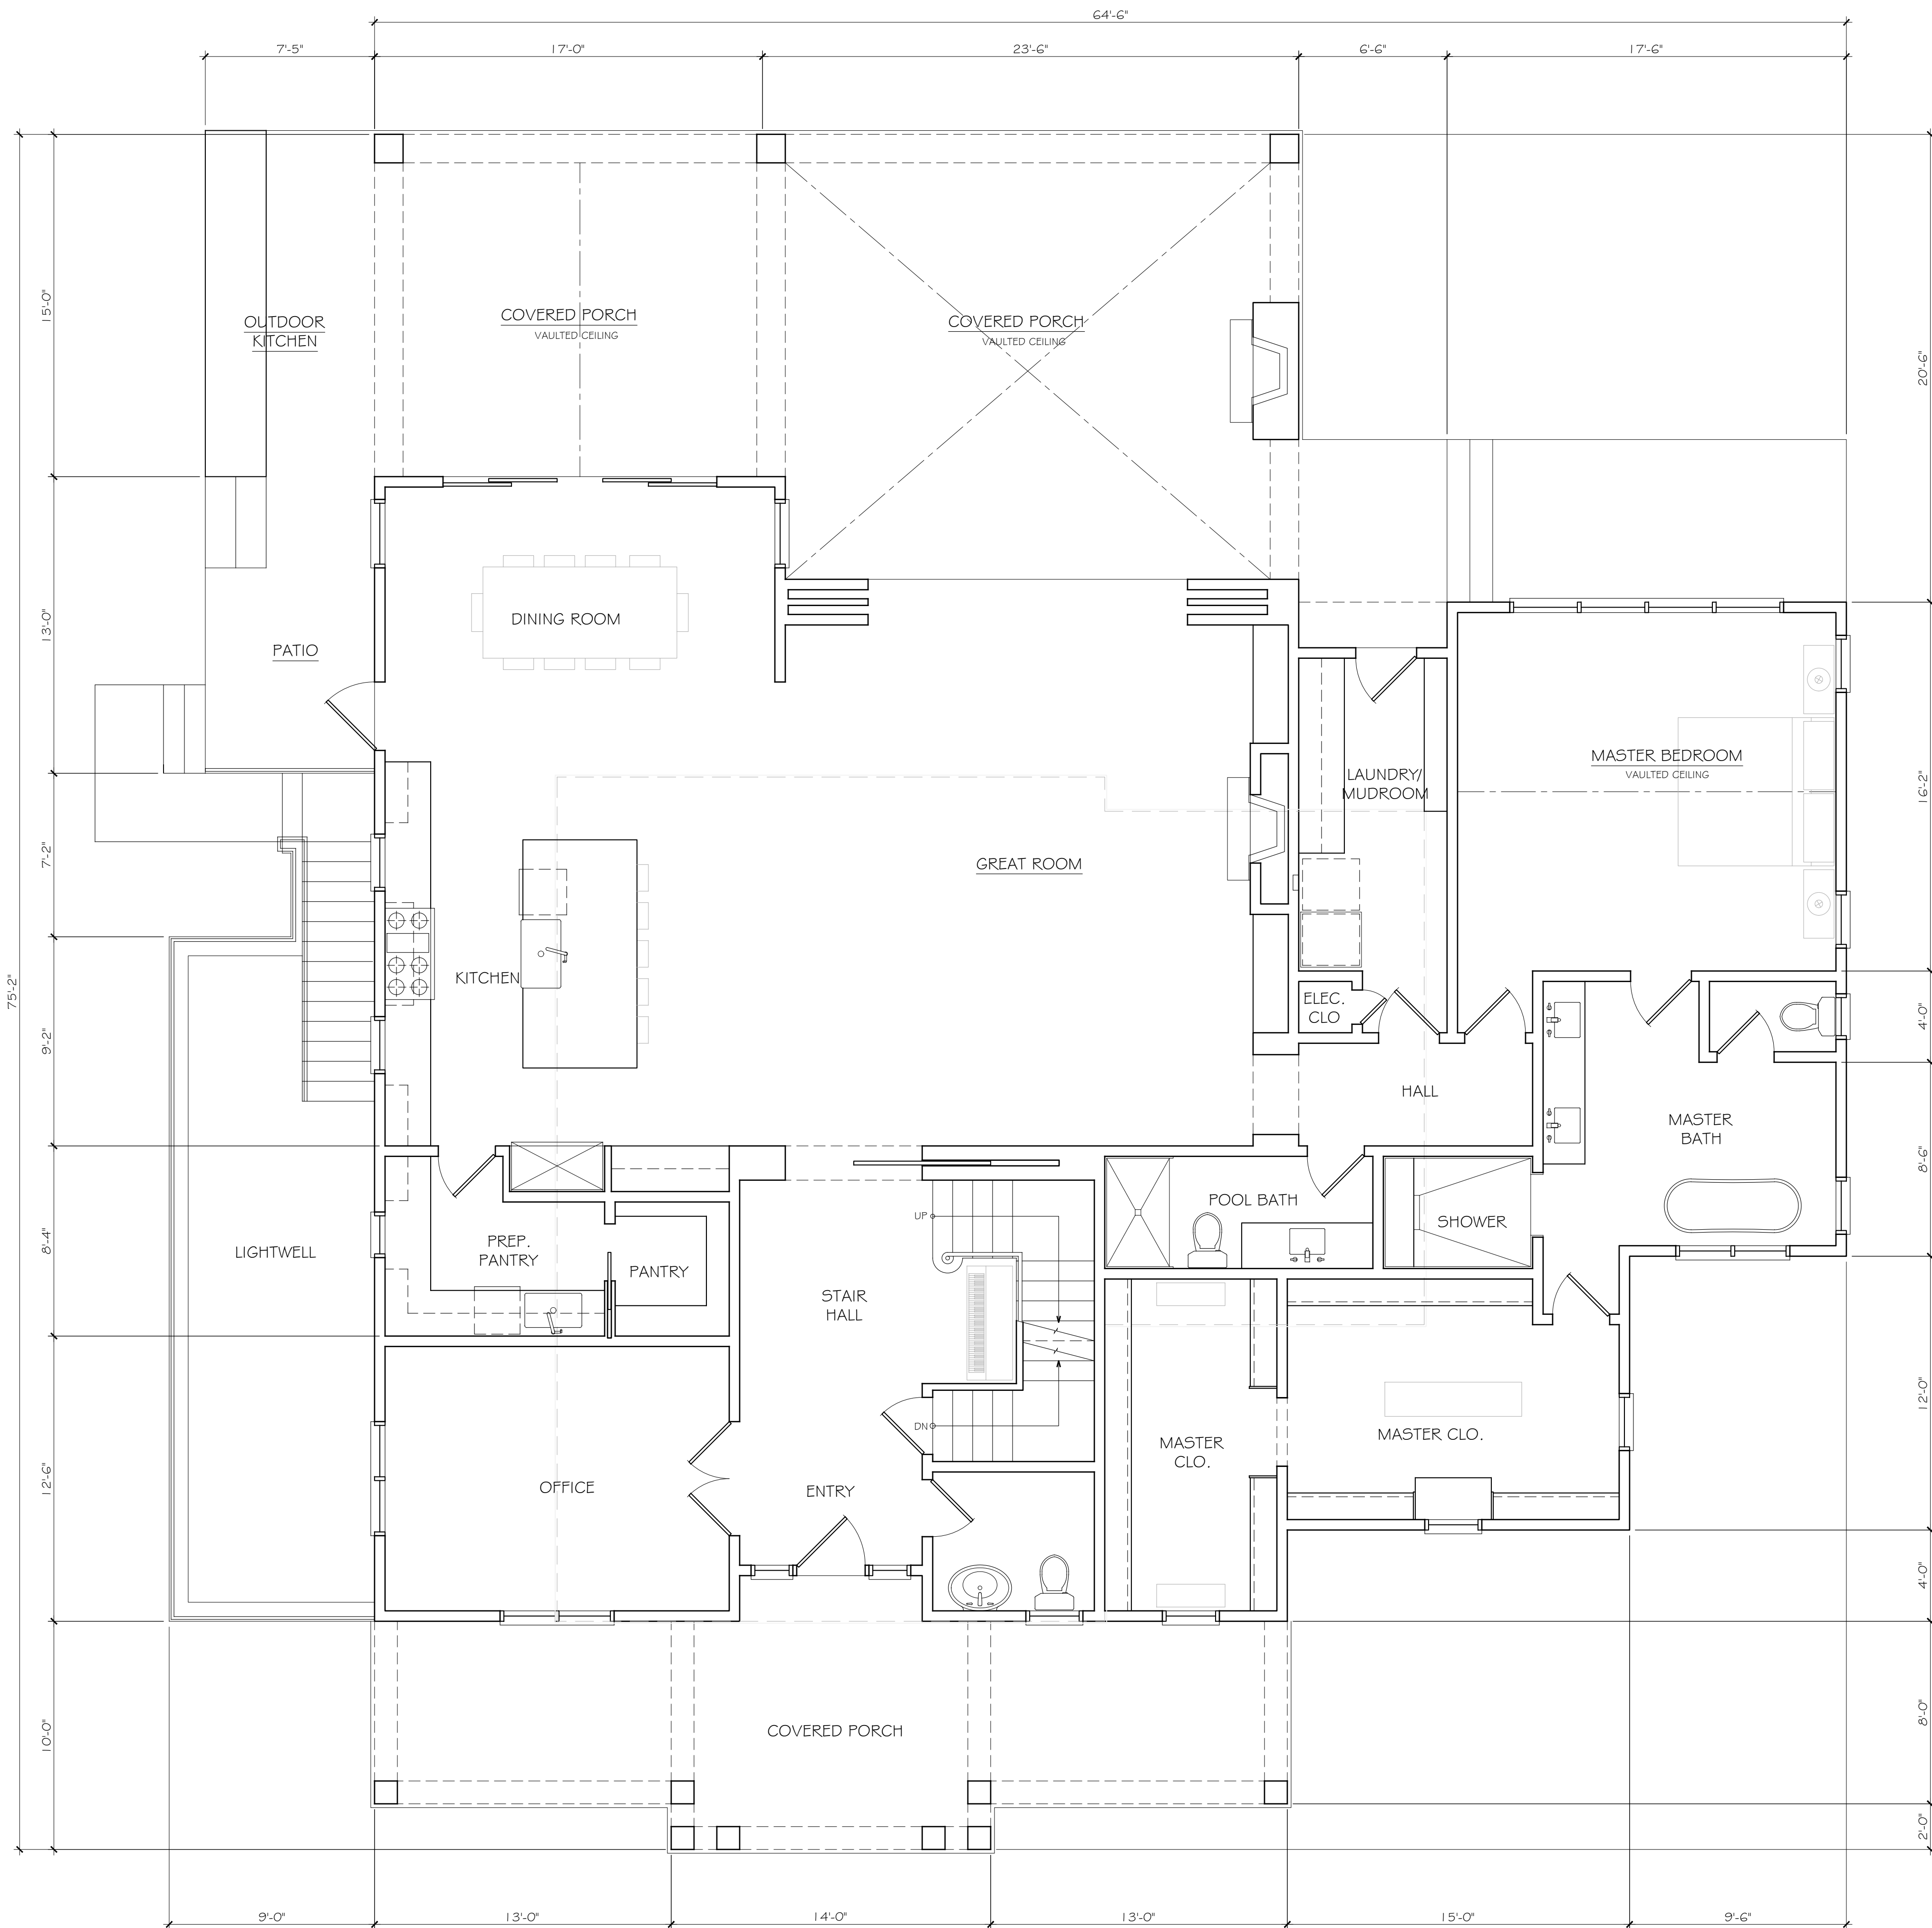 64'-6"
7'-5"
17'-0"
23'-6"
6'-6"
17'-6"
75'-2"
15'-0"
13'-0"
7'-2"
9'-2"
8'-4"
12'-6"
10'-0"
20'-6"
16'-2"
4'-0"
8'-6"
12'-0"
4'-0"
8'-0"
2'-0"
OUTDOOR
KITCHEN
COVERED PORCH
VAULTED CEILING
COVERED PORCH
VAULTED CEILING
DINING ROOM
PATIO
MASTER BEDROOM
VAULTED CEILING
LAUNDRY/
MUDROOM
GREAT ROOM
KITCHEN
ELEC.
CLO
HALL
MASTER
BATH
POOL BATH
SHOWER
UP
LIGHTWELL
PREP.
PANTRY
PANTRY
STAIR
HALL
DN
MASTER
CLO.
MASTER CLO.
OFFICE
ENTRY
COVERED PORCH
9'-0"
13'-0"
14'-0"
13'-0"
15'-0"
9'-6"